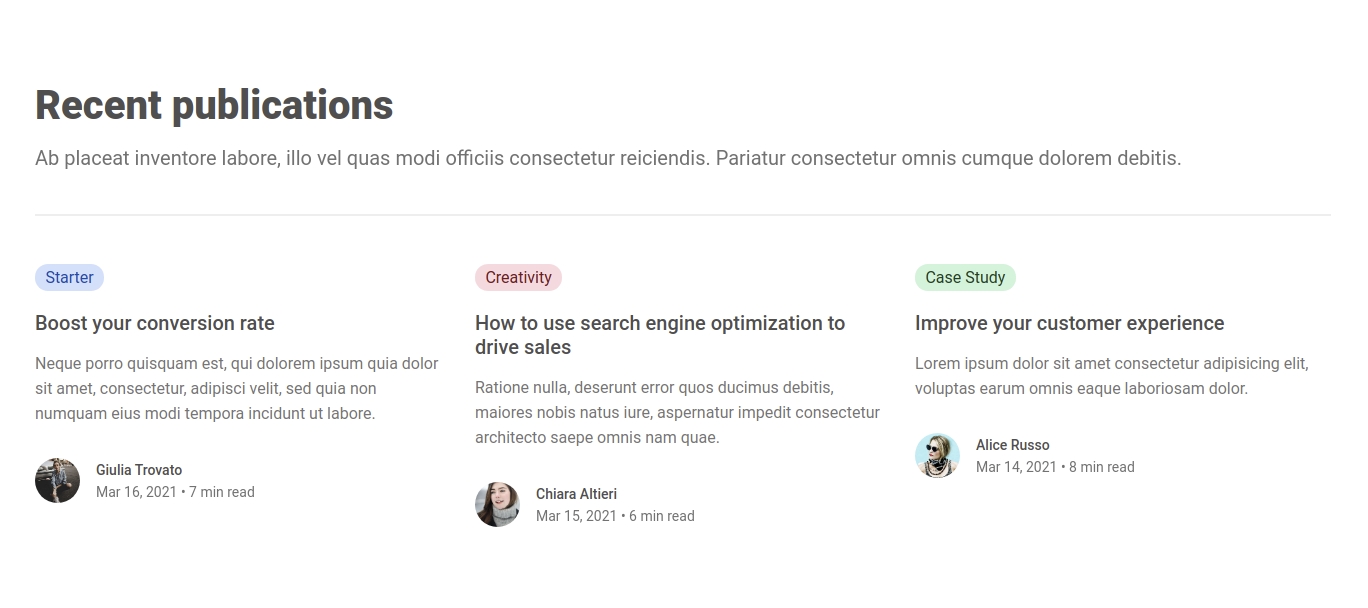 Recent publications
Ab placeat inventore labore, illo vel quas modi officiis consectetur reiciendis. Pariatur consectetur omnis cumque dolorem debitis.
Starter
Boost your conversion rate
Neque porro quisquam est, qui dolorem ipsum quia dolor
sit amet, consectetur, adipisci velit, sed quia non
numquam eius modi tempora incidunt ut labore.
Giulia Trovato
Mar 16, 2021 • 7 min read
Creativity
How to use search engine optimization to
drive sales
Ratione nulla, deserunt error quos ducimus debitis,
maiores nobis natus iure, aspernatur impedit consectetur
architecto saepe omnis nam quae.
Chiara Altieri
Mar 15, 2021 • 6 min read
Case Study
Improve your customer experience
Lorem ipsum dolor sit amet consectetur adipisicing elit,
voluptas earum omnis eaque laboriosam dolor.
Alice Russo
Mar 14, 2021 • 8 min read